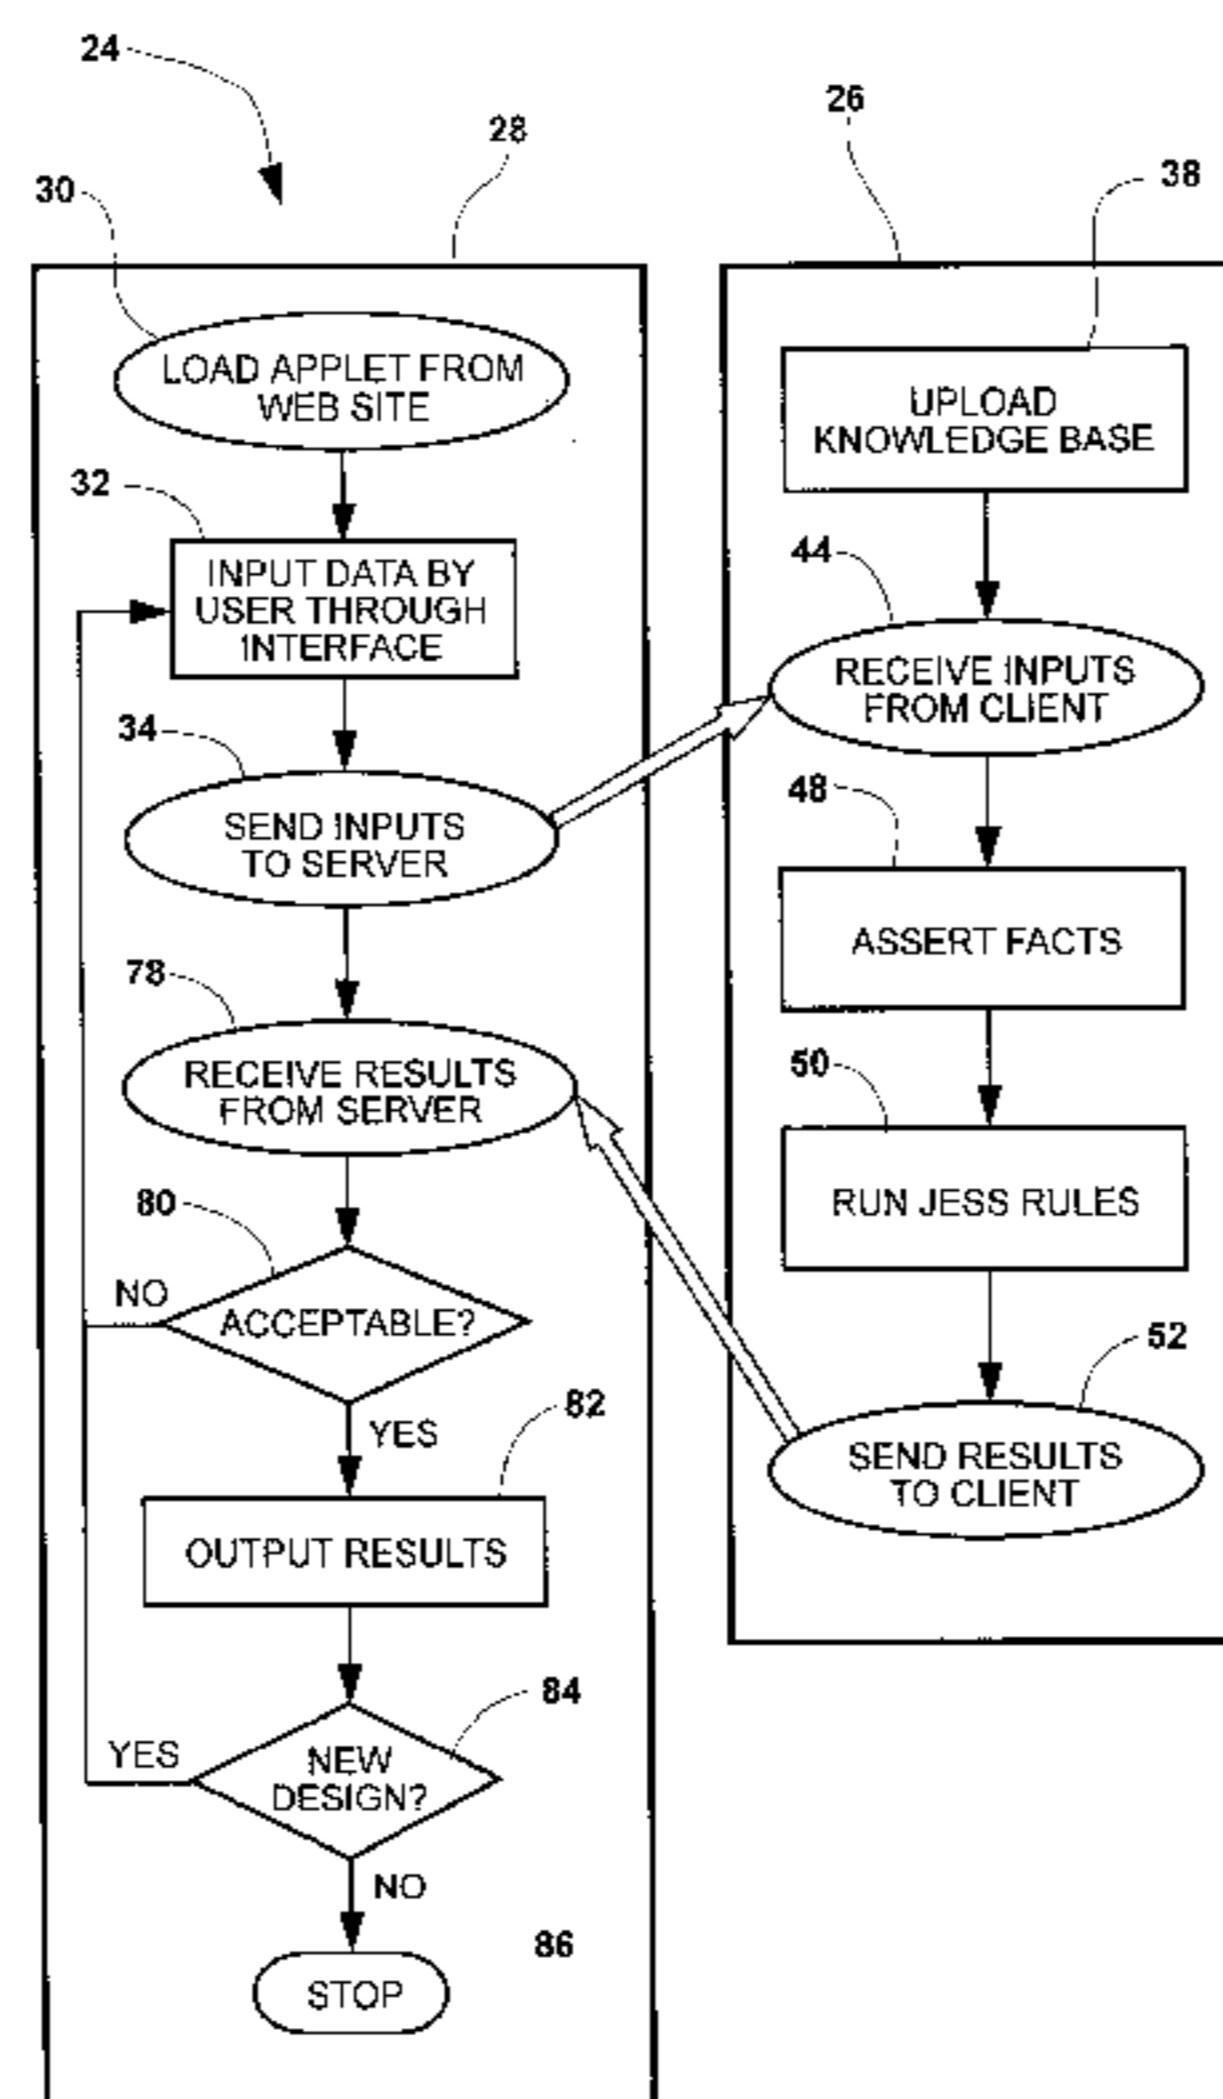 24
28
30
LOAD APPLET FROM
WEB SITE
32
INPUT DATA BY
USER THROUGH
INTERFACE
34
SEND INPUTS
TO SERVER
78
RECEIVE RESULTS
FROM SERVER
80
NO
ACCEPTABLE?
YES
82
OUTPUT RESULTS
84
YES
NEW
DESIGN?
NO
86
STOP
26
38
UPLOAD
KNOWLEDGE BASE
44
RECEIVE INPUTS
FROM CLIENT
48
ASSERT FACTS
50
RUN JESS RULES
52
SEND RESULTS
TO CLIENT